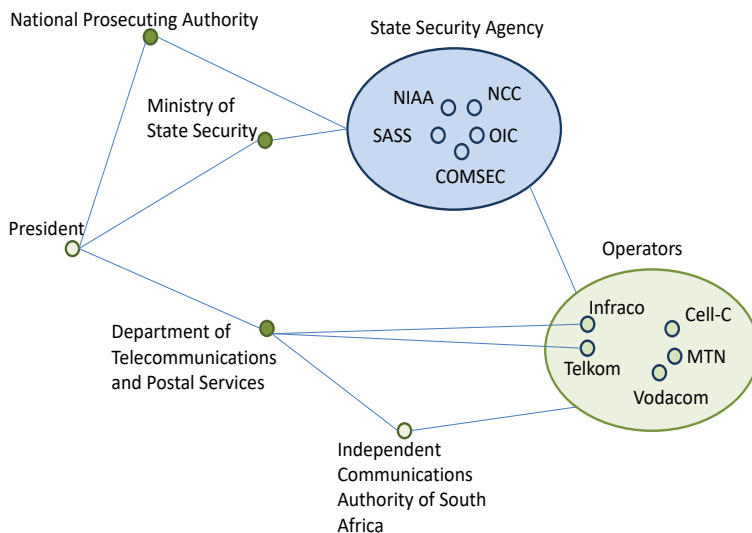 National Prosecuting Authority
State Security Agency
NIAA
NCC
Ministry of
State Security
SASS
OIC
COMSEC
President
Operators
Infraco
Cell-C
Department of
Telecommunications
and Postal Services
Telkom
MTN
Vodacom
Independent
Communications
Authority of South
Africa